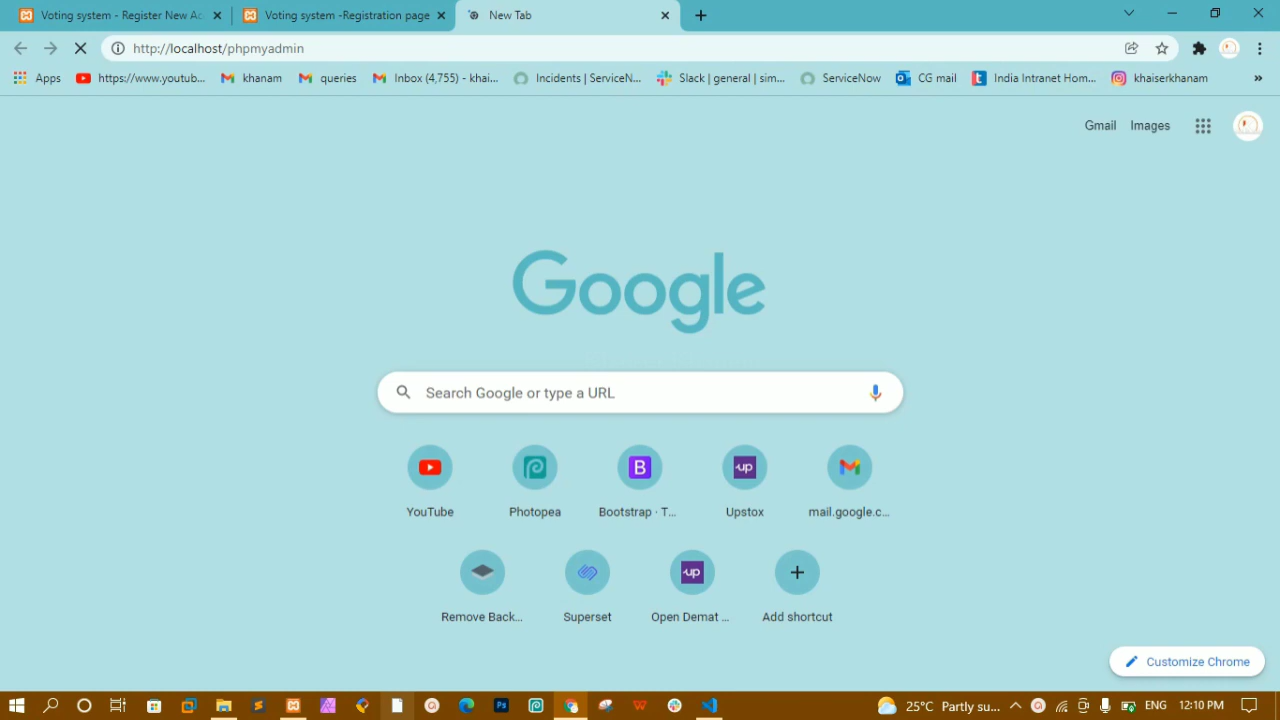 Voting system - Register New Ac
Voting system -Registration page
New Tab
http://localhost/phpmyadmin
Apps
https://www.youtub...
khanam
queries
Inbox (4,755) - khai...
Incidents | ServiceN...
Slack | general | sim...
ServiceNow
CG mail
India Intranet Hom...
khaiserkhanam
»
Gmail
Images
Google
Search Google or type a URL
YouTube
Photopea
B
Bootstrap · T...
up
Upstox
mail.google.c...
Remove Back...
Superset
up
Open Demat ...
Add shortcut
Customize Chrome
25°C Partly su...
ENG
12:10 PM